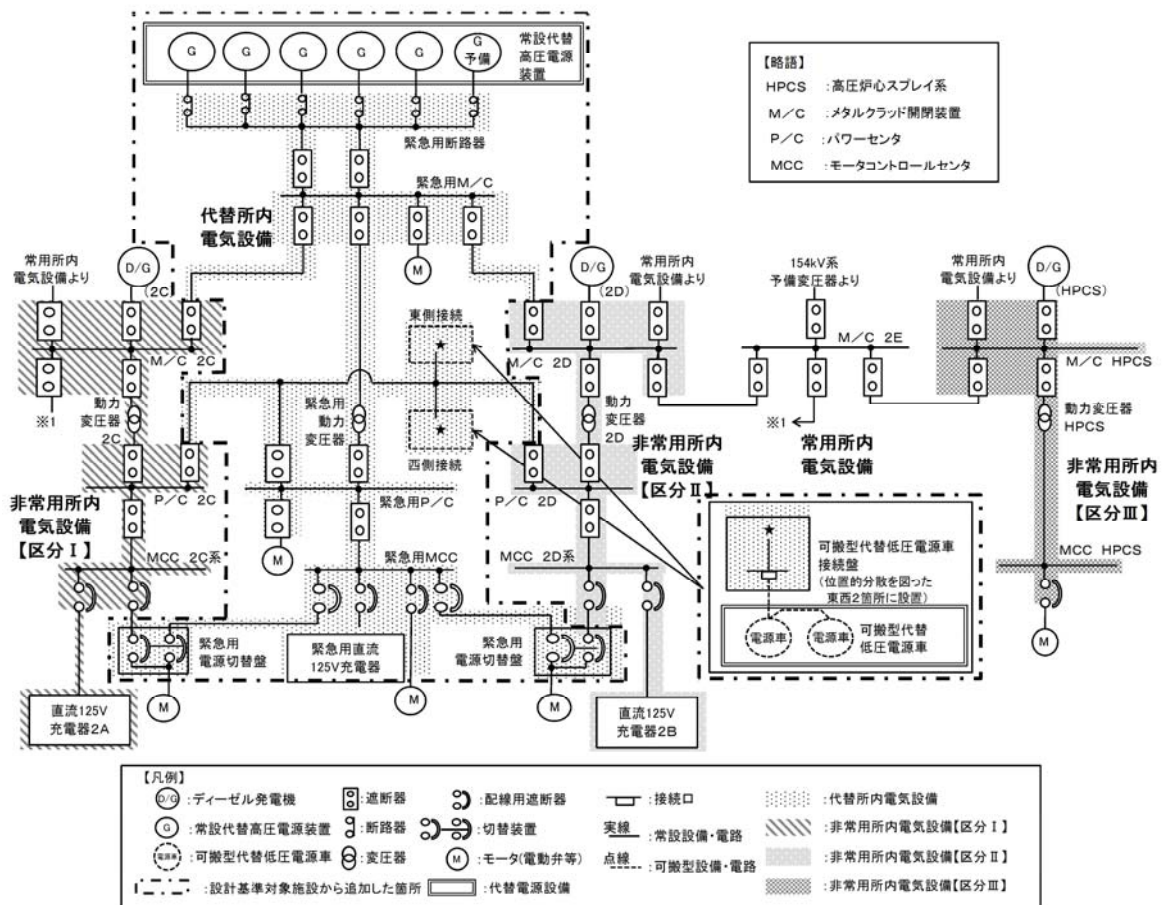 G
G
G
G
G
G
予備
常設代替
高圧電源
装置
【略語】
HPCS :高圧炉心スプレイ系
M/C :メタルクラッド開閉装置
P/C :パワーセンタ
MCC :モータコントロールセンタ
緊急用断路器
緊急用M/C
代替所内
電気設備
M
常用所内
電気設備より
D/G
(2C)
D/G
(2D)
常用所内
電気設備より
154kV系
予備変圧器より
常用所内
電気設備より
D/G
(HPCS)
M/C 2C
東側接続
★
M/C 2D
M/C 2E
M/C HPCS
※1
動力
変圧器
2C
緊急用
動力
変圧器
★
西側接続
動力
変圧器
2D
非常用所内
電気設備
【区分Ⅱ】
※1
常用所内
電気設備
動力変圧器
HPCS
非常用所内
電気設備
【区分Ⅲ】
P/C 2C
緊急用P/C
P/C 2D
非常用所内
電気設備
【区分Ⅰ】
M
MCC 2C系
緊急用MCC
MCC 2D系
MCC HPCS
★
可搬型代替低圧電源車
接続盤
(位置的分散を図った
東西2箇所に設置)
電源車
電源車
可搬型代替
低圧電源車
緊急用
電源切替盤
緊急用直流
125V充電器
緊急用
電源切替盤
M
直流125V
充電器2A
M
M
M
直流125V
充電器2B
【凡例】
D/G :ディーゼル発電機
:遮断器
:配線用遮断器
:接続口
:代替所内電気設備
G :常設代替高圧電源装置
:断路器
:切替装置
実線
:常設設備・電路
:非常用所内電気設備【区分Ⅰ】
電源車 :可搬型代替低圧電源車
:変圧器
M :モータ(電動弁等)
点線
:可搬型設備・電路
:非常用所内電気設備【区分Ⅱ】
:設計基準対象施設から追加した箇所
:代替電源設備
:非常用所内電気設備【区分Ⅲ】